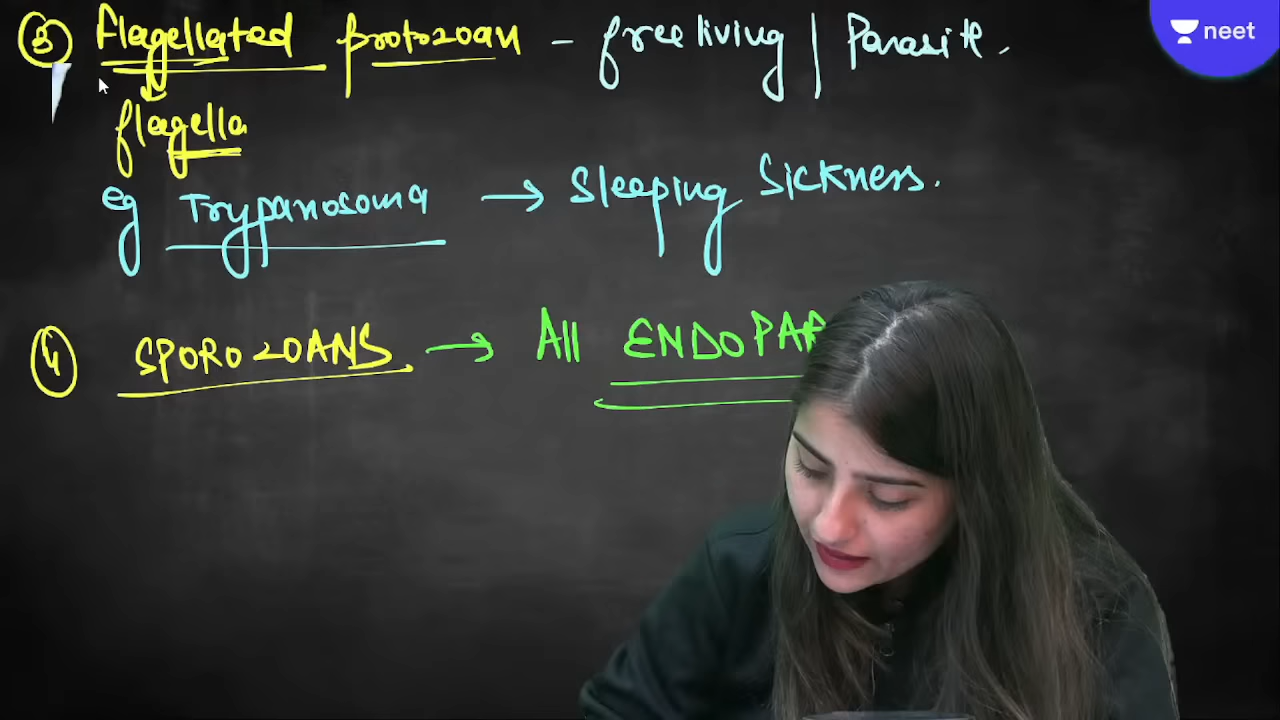 ③ flagellated protozoan - free living | Parasite.
flagella
eg Trypanosoma → Sleeping Sickness.
④ SPOROZOANS → All ENDOPAR
neet